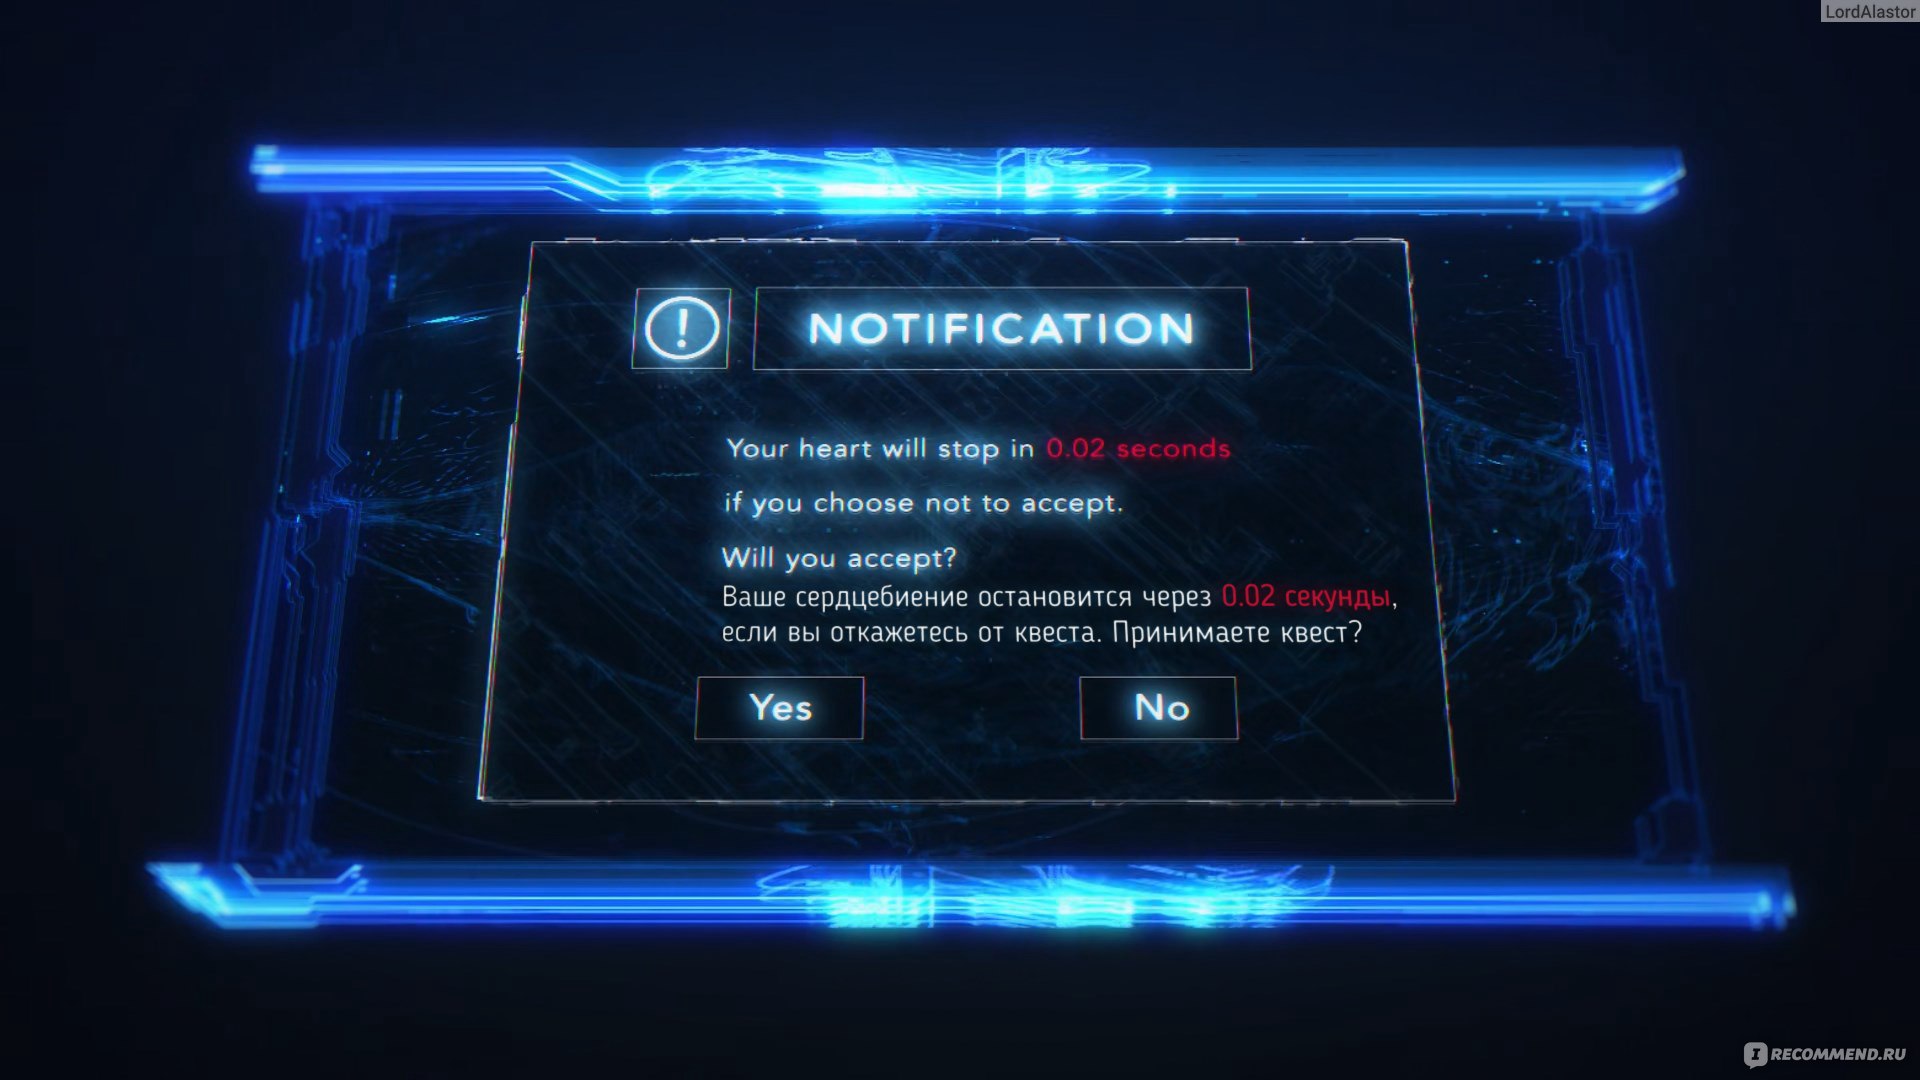 LordAlastor
!
NOTIFICATION
Your heart will stop in 0.02 seconds
if you choose not to accept.
Will you accept?
Ваше сердцебиение остановится через 0.02 секунды,
если вы откажетесь от квеста. Принимаете квест?
Yes
No
I RECOMMEND.RU